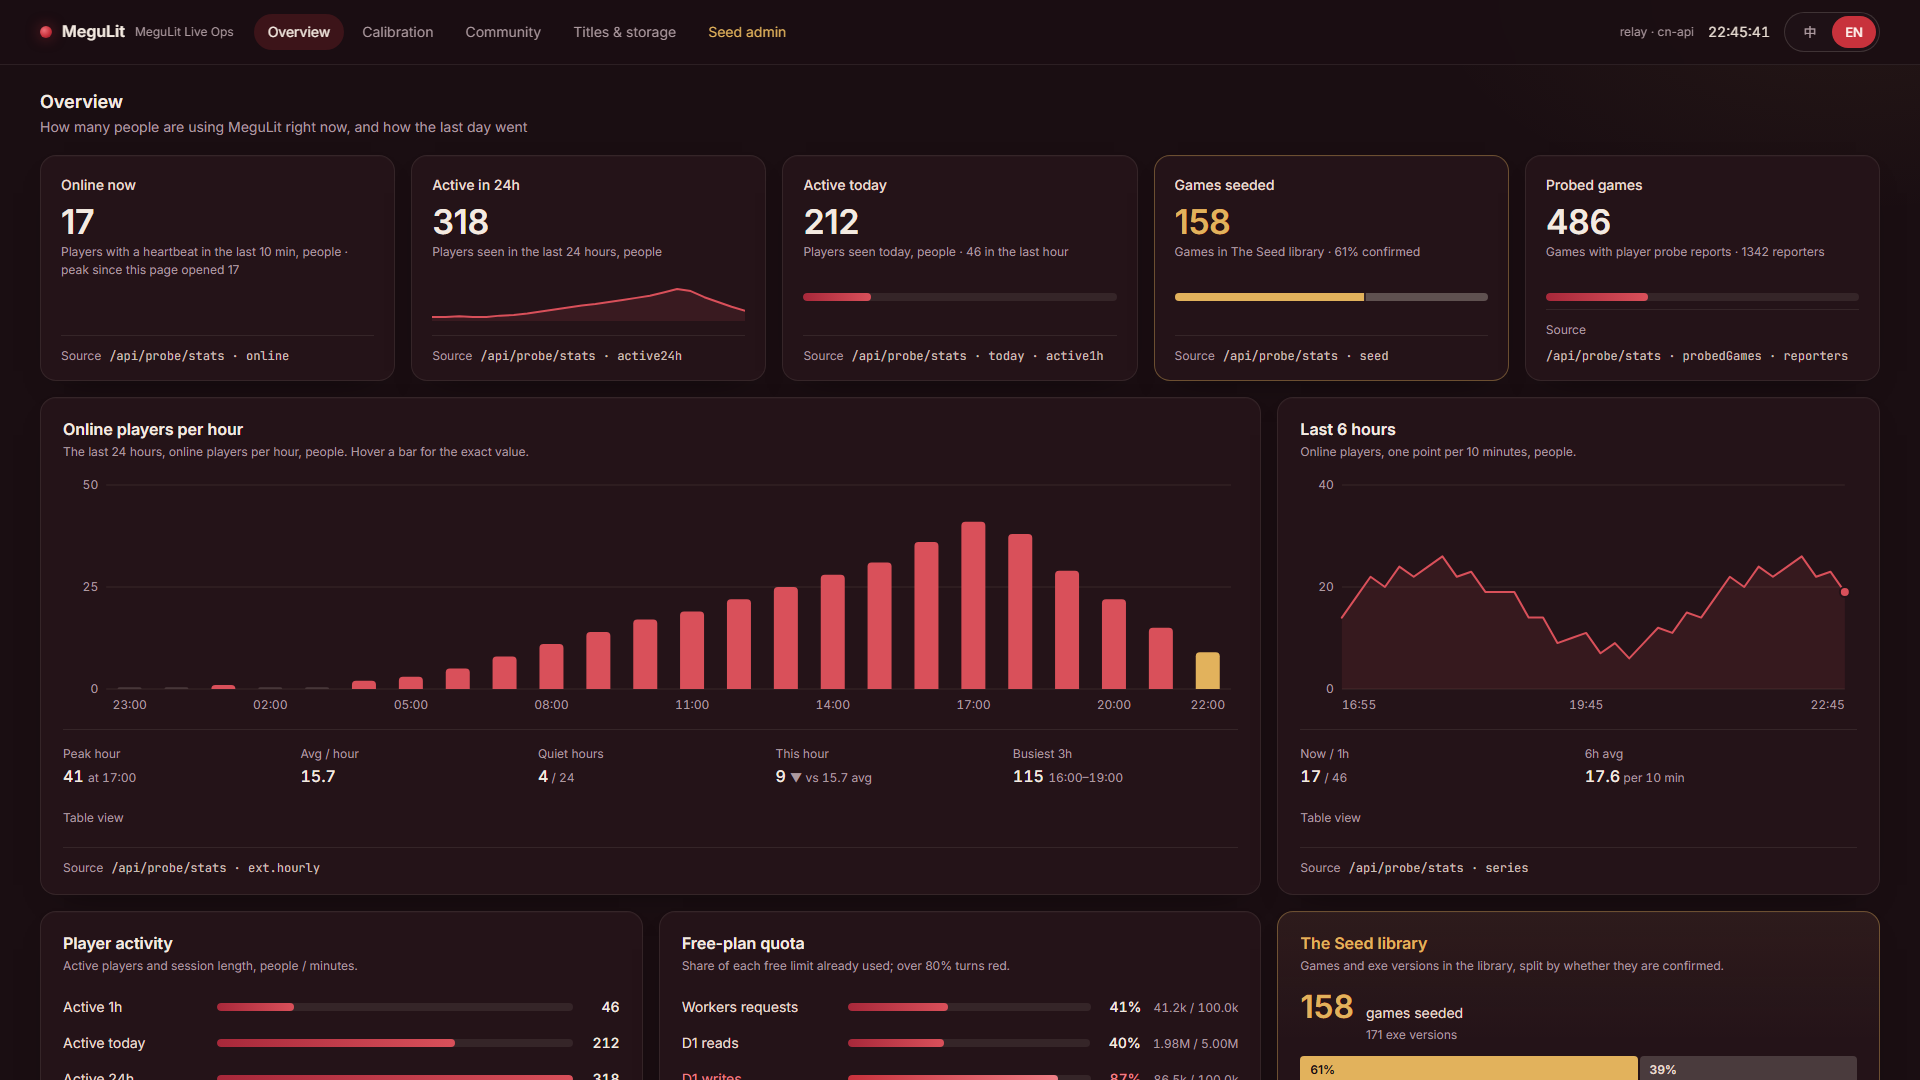 MeguLit MeguLit Live Ops Overview Calibration Community Titles & storage Seed admin relay · cn-api 22:45:41 中 EN
Overview
How many people are using MeguLit right now, and how the last day went
Online now
17
Players with a heartbeat in the last 10 min, people ·
peak since this page opened 17
Source /api/probe/stats · online
Active in 24h
318
Players seen in the last 24 hours, people
Source /api/probe/stats · active24h
Active today
212
Players seen today, people · 46 in the last hour
Source /api/probe/stats · today · active1h
Games seeded
158
Games in The Seed library · 61% confirmed
Source /api/probe/stats · seed
Probed games
486
Games with player probe reports · 1342 reporters
Source
/api/probe/stats · probedGames · reporters
Online players per hour
The last 24 hours, online players per hour, people. Hover a bar for the exact value.
50
25
0
23:00 02:00 05:00 08:00 11:00 14:00 17:00 20:00 22:00
Peak hour
41 at 17:00
Avg / hour
15.7
Quiet hours
4 / 24
This hour
9 ▼ vs 15.7 avg
Busiest 3h
115 16:00–19:00
Table view
Source /api/probe/stats · ext.hourly
Last 6 hours
Online players, one point per 10 minutes, people.
40
20
0
16:55 19:45 22:45
Now / 1h
17 / 46
6h avg
17.6 per 10 min
Table view
Source /api/probe/stats · series
Player activity
Active players and session length, people / minutes.
Active 1h 46
Active today 212
Active 24h 318
Free-plan quota
Share of each free limit already used; over 80% turns red.
Workers requests 41% 41.2k / 100.0k
D1 reads 40% 1.98M / 5.00M
D1 writes 87% 86.5k / 100.0k
The Seed library
Games and exe versions in the library, split by whether they are confirmed.
158 games seeded
171 exe versions
61% 39%